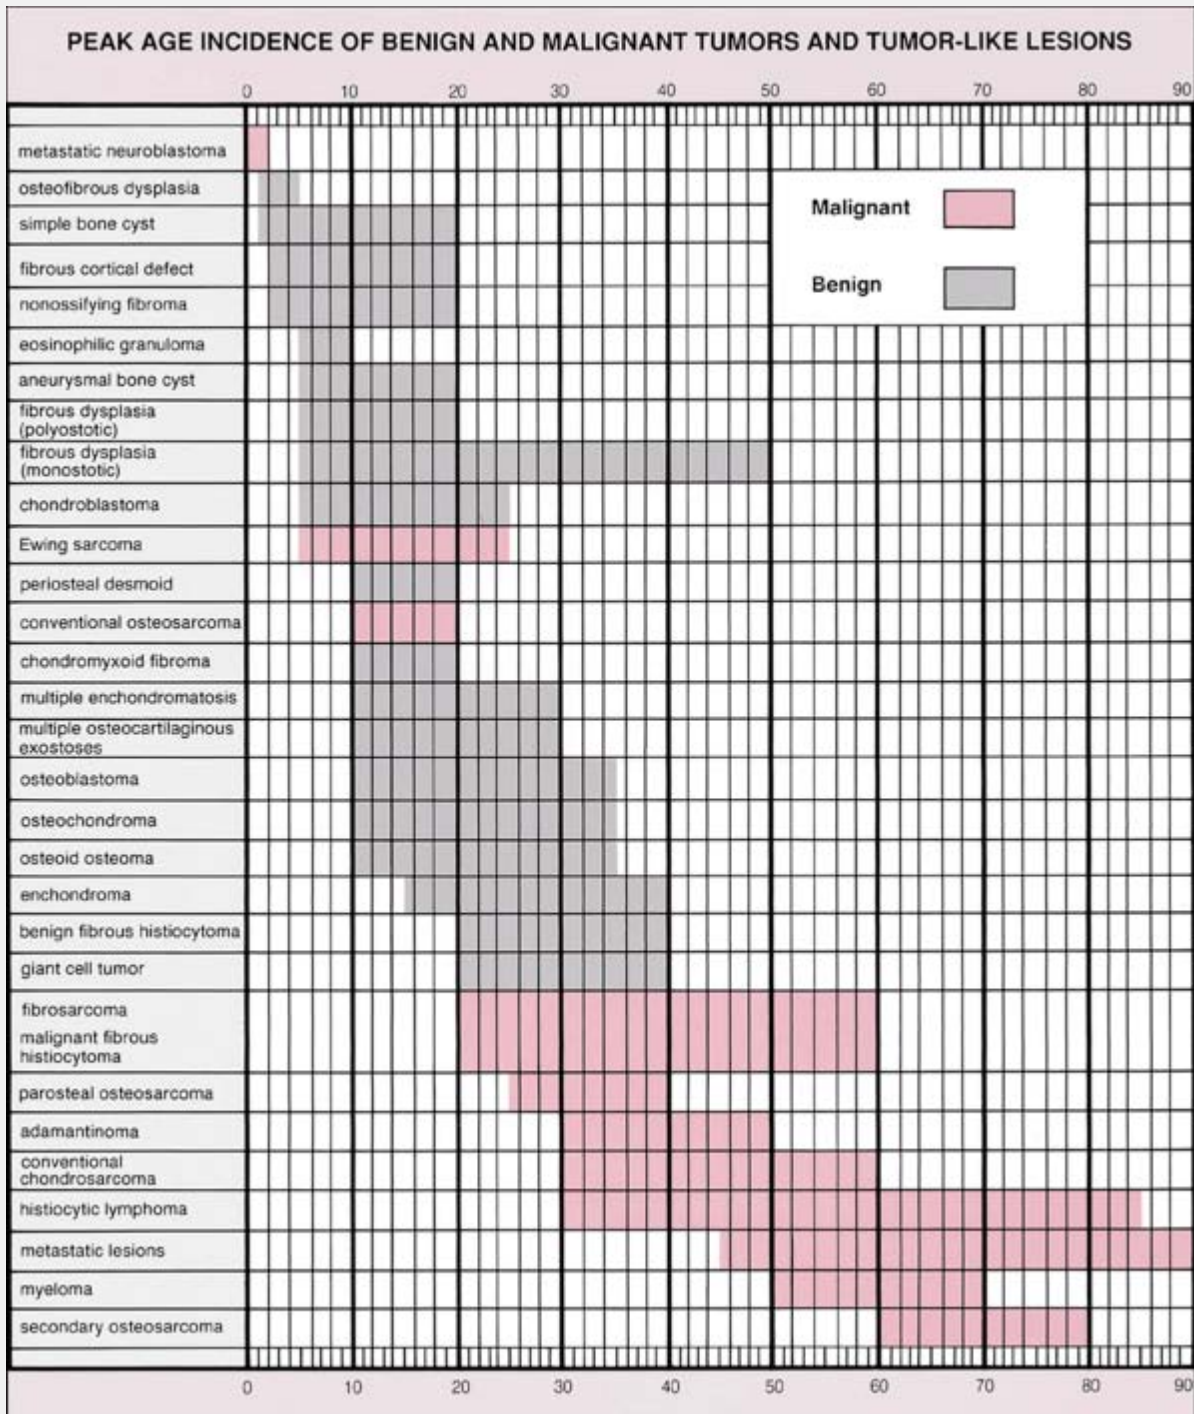 PEAK AGE INCIDENCE OF BENIGN AND MALIGNANT TUMORS AND TUMOR-LIKE LESIONS
0 10 20 30 40 50 60 70 80 90
metastatic neuroblastoma
osteofibrous dysplasia
simple bone cyst
fibrous cortical defect
nonossifying fibroma
eosinophilic granuloma
aneurysmal bone cyst
fibrous dysplasia
(polyostotic)
fibrous dysplasia
(monostotic)
chondroblastoma
Ewing sarcoma
periosteal desmoid
conventional osteosarcoma
chondromyxoid fibroma
multiple enchondromatosis
multiple osteocartilaginous
exostoses
osteoblastoma
osteochondroma
osteoid osteoma
enchondroma
benign fibrous histiocytoma
giant cell tumor
fibrosarcoma
malignant fibrous
histiocytoma
parosteal osteosarcoma
adamantinoma
conventional
chondrosarcoma
histiocytic lymphoma
metastatic lesions
myeloma
secondary osteosarcoma
Malignant
Benign
0 10 20 30 40 50 60 70 80 90